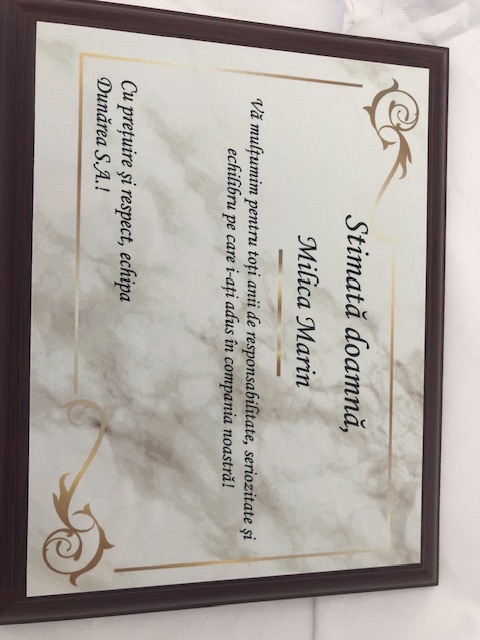 Stimată doamnă,
Milica Marin
Vă mulțumim pentru toți anii de responsabilitate, seriozitate și
echilibru pe care i-ați adus în compania noastră!
Cu prețuire și respect, echipa
Dunărea S.A.!